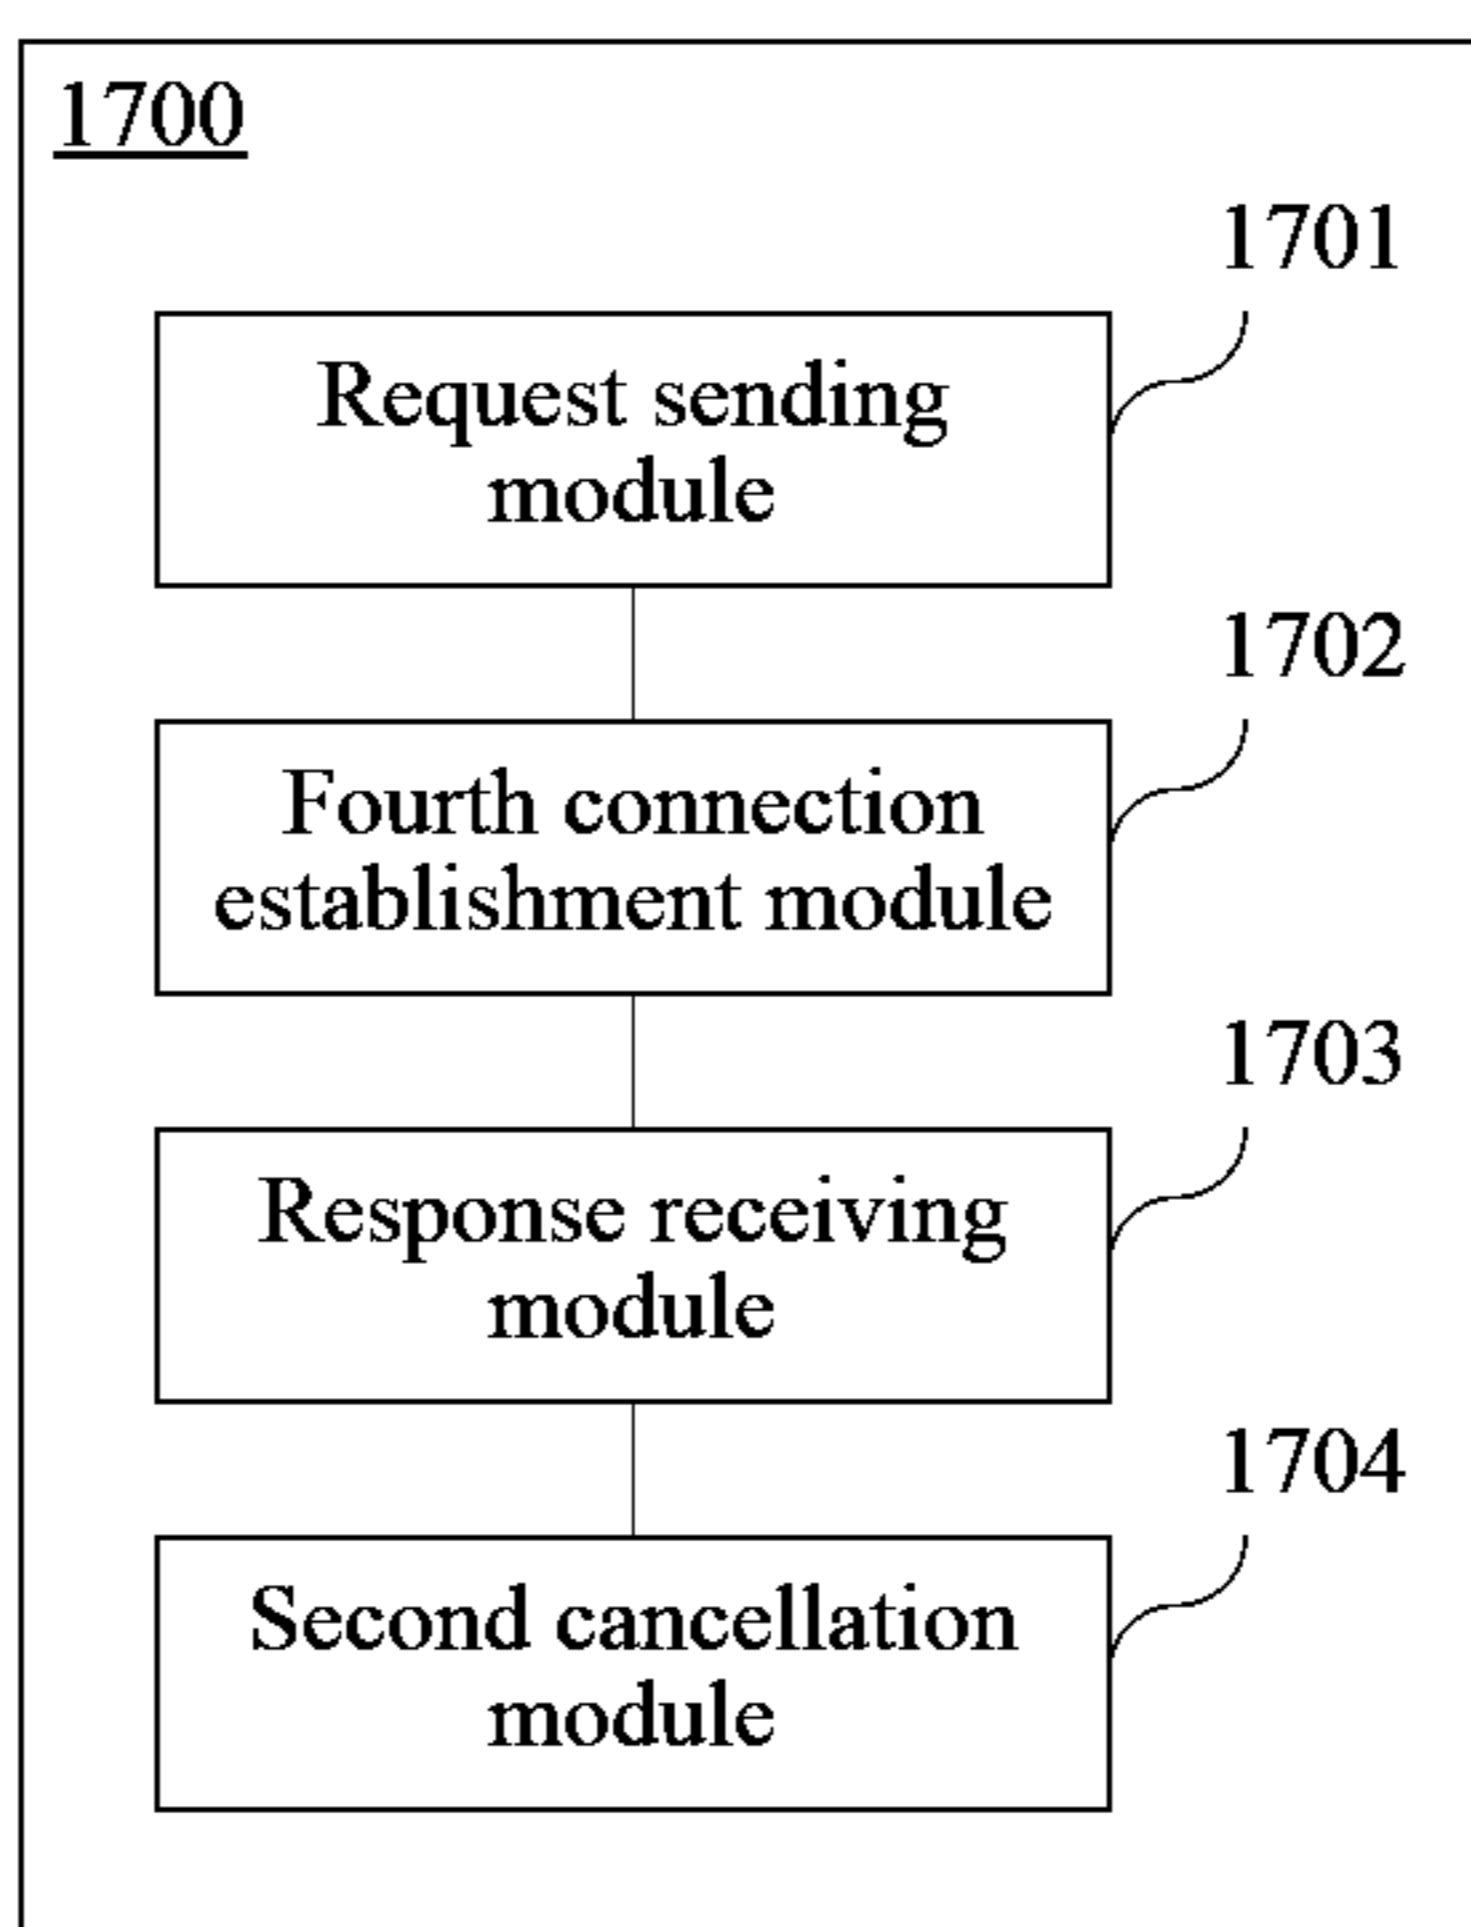 1700
1701
Request sending
module
1702
Fourth connection
establishment module
1703
Response receiving
module
1704
Second cancellation
module